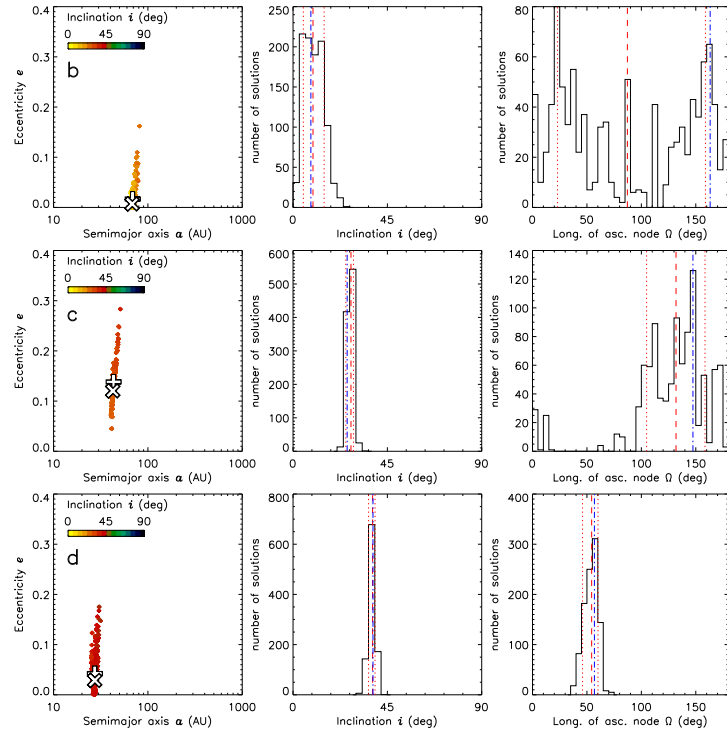 0.4
0.3
0.2
0.1
0.0
Eccentricity e
Inclination i (deg)
0 45 90
b
10 100 1000
Semimajor axis a (AU)
250
200
150
100
50
0
number of solutions
0 45 90
Inclination i (deg)
80
60
40
20
0
number of solutions
0 50 100 150
Long. of asc. node Ω (deg)
0.4
0.3
0.2
0.1
0.0
Eccentricity e
Inclination i (deg)
0 45 90
c
10 100 1000
Semimajor axis a (AU)
600
500
400
300
200
100
0
number of solutions
0 45 90
Inclination i (deg)
140
120
100
80
60
40
20
0
number of solutions
0 50 100 150
Long. of asc. node Ω (deg)
0.4
0.3
0.2
0.1
0.0
Eccentricity e
Inclination i (deg)
0 45 90
d
10 100 1000
Semimajor axis a (AU)
800
600
400
200
0
number of solutions
0 45 90
Inclination i (deg)
400
300
200
100
0
number of solutions
0 50 100 150
Long. of asc. node Ω (deg)